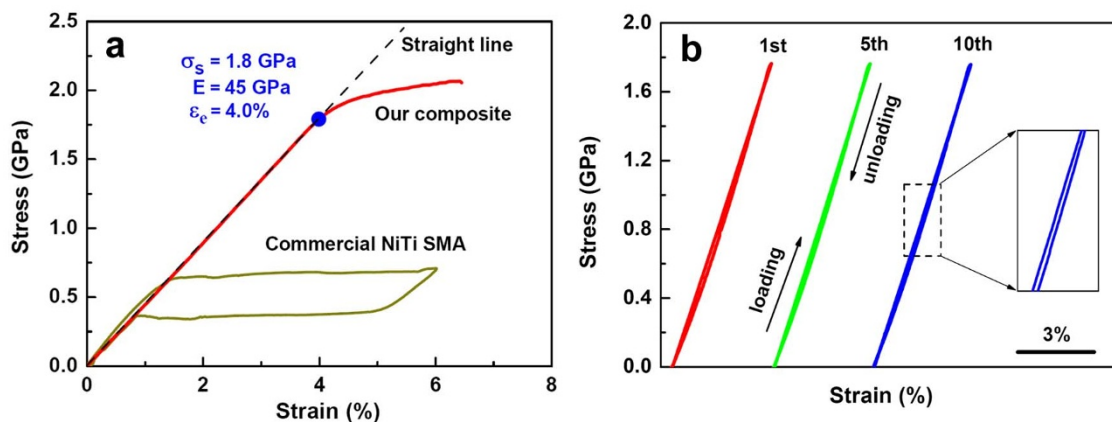 a
2.5
2.0
1.5
1.0
0.5
0.0
Stress (GPa)
σs = 1.8 GPa
E = 45 GPa
εe = 4.0%
Straight line
Our composite
Commercial NiTi SMA
0
2
4
6
8
Strain (%)
b
2.0
1.6
1.2
0.8
0.4
0.0
Stress (GPa)
1st
5th
10th
unloading
loading
3%
Strain (%)